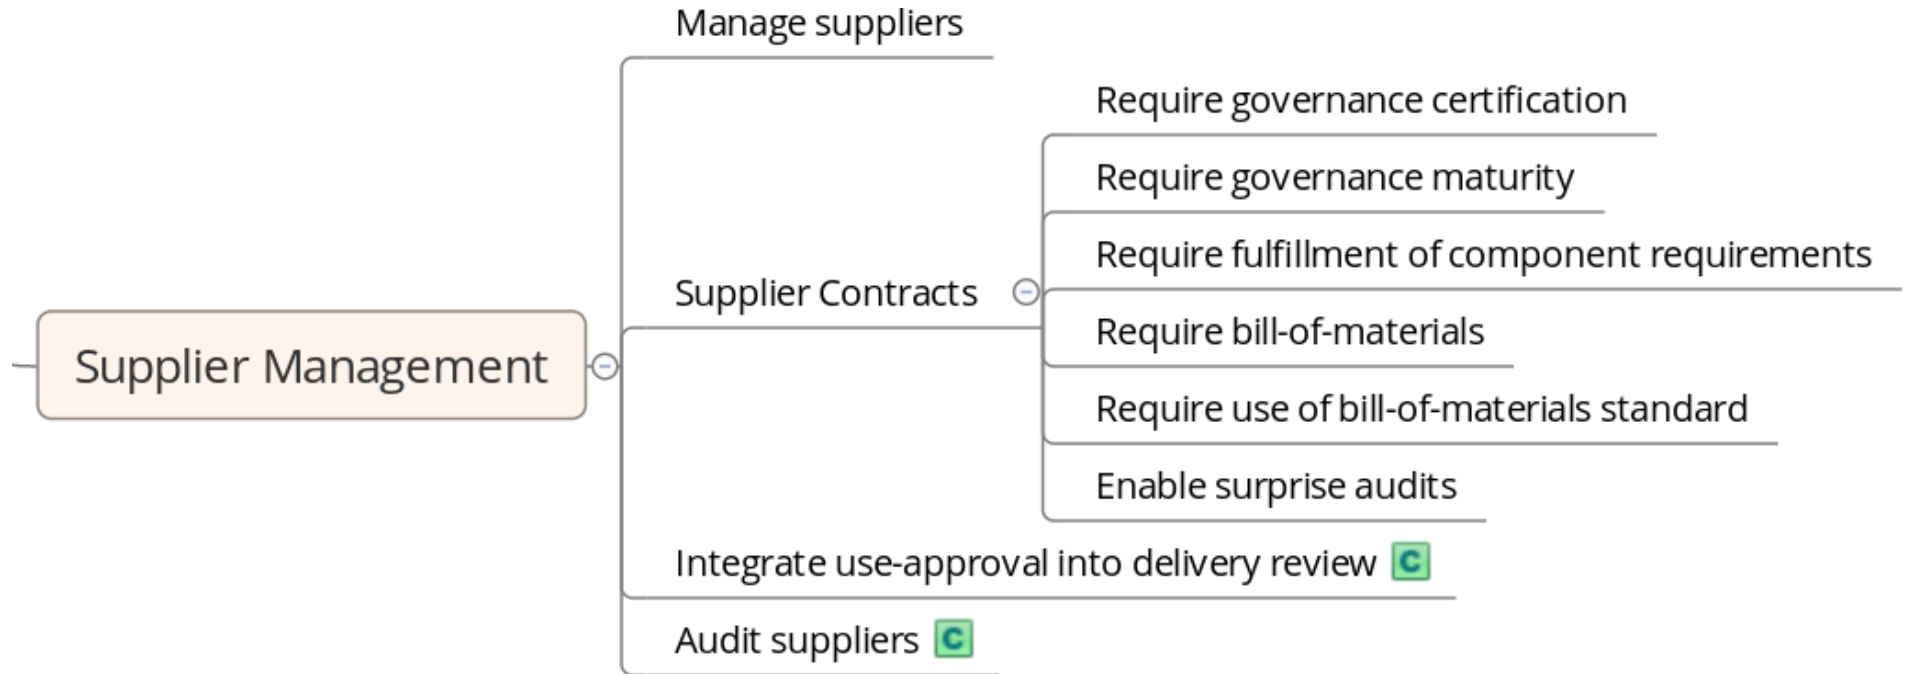 Manage suppliers
Require governance certification
Require governance maturity
Require fulfillment of component requirements
Supplier Contracts
Require bill-of-materials
Supplier Management
Require use of bill-of-materials standard
Enable surprise audits
Integrate use-approval into delivery review C
Audit suppliers C